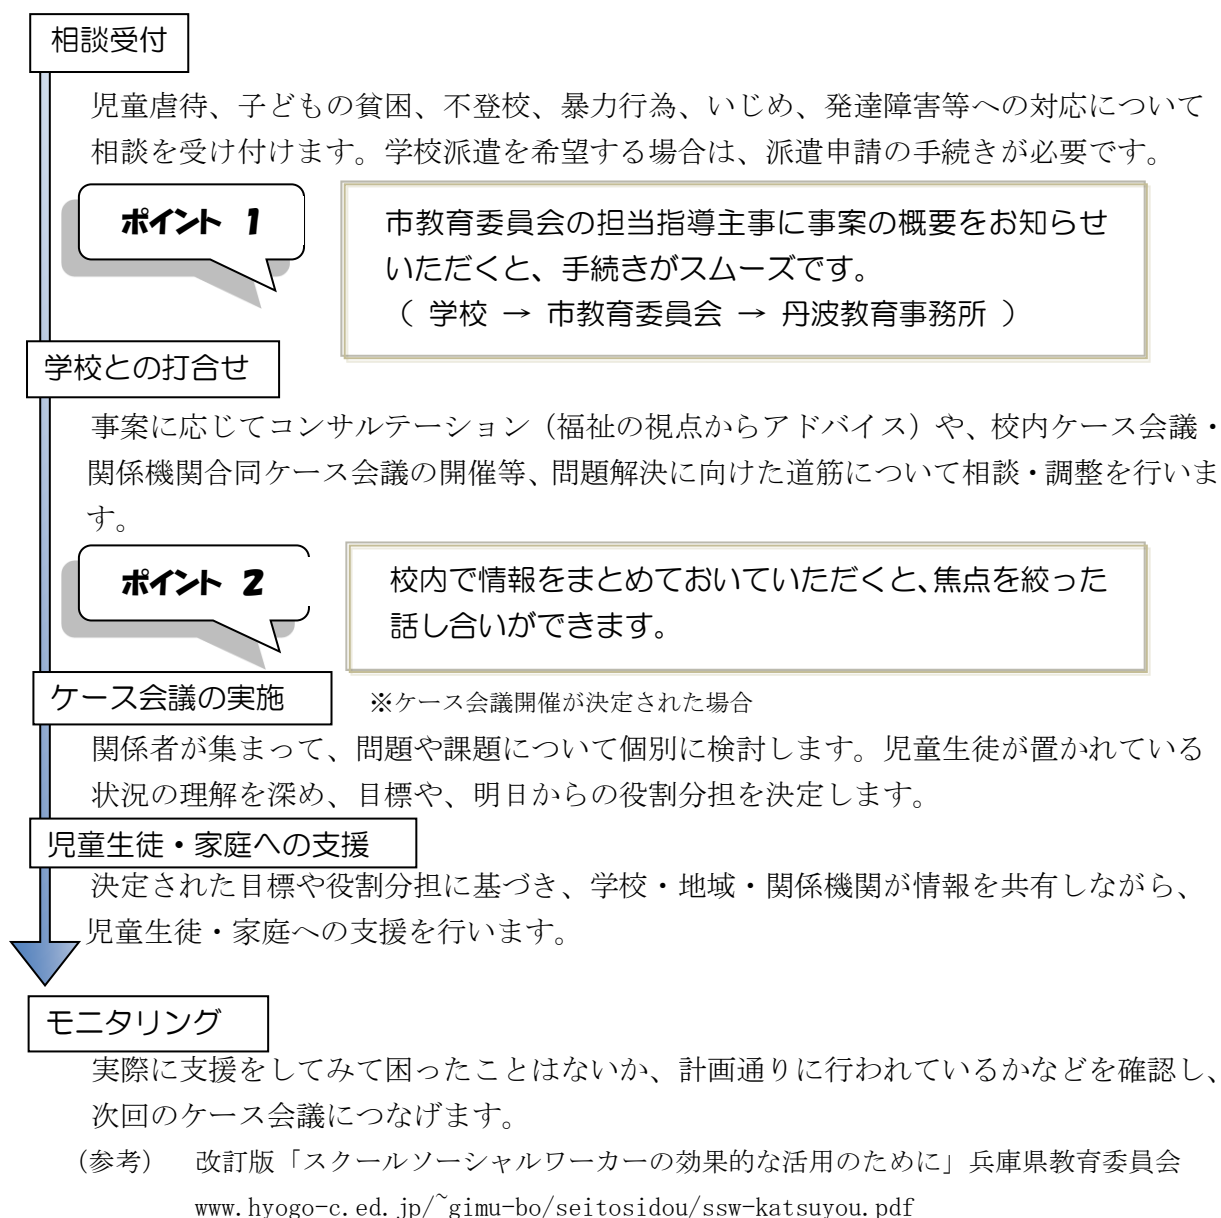 相談受付
児童虐待、子どもの貧困、不登校、暴力行為、いじめ、発達障害等への対応について
相談を受け付けます。学校派遣を希望する場合は、派遣申請の手続きが必要です。
ポイント 1
市教育委員会の担当指導主事に事案の概要をお知らせ
いただくと、手続きがスムーズです。
（ 学校 → 市教育委員会 → 丹波教育事務所 ）
学校との打合せ
事案に応じてコンサルテーション（福祉の視点からアドバイス）や、校内ケース会議・
関係機関合同ケース会議の開催等、問題解決に向けた道筋について相談・調整を行いま
す。
ポイント 2
校内で情報をまとめておいていただくと、焦点を絞った
話し合いができます。
ケース会議の実施
※ケース会議開催が決定された場合
関係者が集まって、問題や課題について個別に検討します。児童生徒が置かれている
状況の理解を深め、目標や、明日からの役割分担を決定します。
児童生徒・家庭への支援
決定された目標や役割分担に基づき、学校・地域・関係機関が情報を共有しながら、
児童生徒・家庭への支援を行います。
モニタリング
実際に支援をしてみて困ったことはないか、計画通りに行われているかなどを確認し、
次回のケース会議につなげます。
（参考） 改訂版「スクールソーシャルワーカーの効果的な活用のために」兵庫県教育委員会
www.hyogo-c.ed.jp/~gimu-bo/seitosidou/ssw-katsuyou.pdf